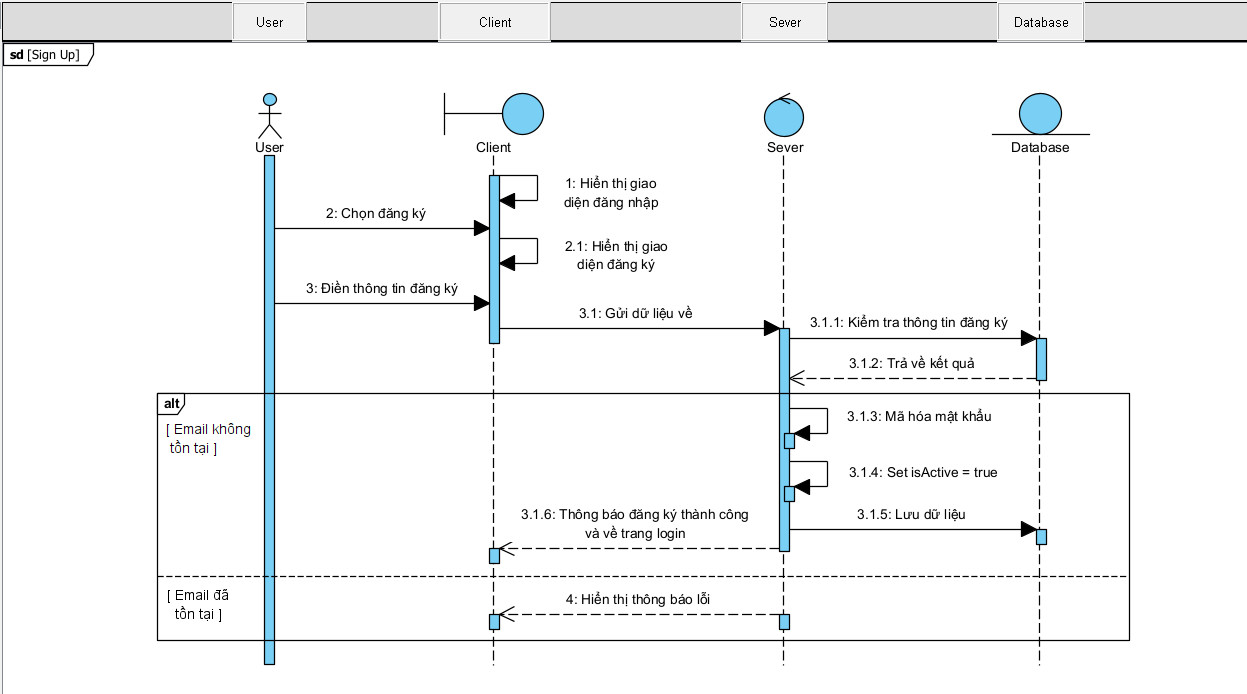 User
Client
Sever
Database
sd [Sign Up]
User
Client
Sever
Database
1: Hiển thị giao
diện đăng nhập
2: Chọn đăng ký
2.1: Hiển thị giao
diện đăng ký
3: Điền thông tin đăng ký
3.1: Gửi dữ liệu về
3.1.1: Kiểm tra thông tin đăng ký
3.1.2: Trả về kết quả
alt
[ Email không
tồn tại ]
3.1.3: Mã hóa mật khẩu
3.1.4: Set isActive = true
3.1.6: Thông báo đăng ký thành công
và về trang login
3.1.5: Lưu dữ liệu
[ Email đã
tồn tại ]
4: Hiển thị thông báo lỗi